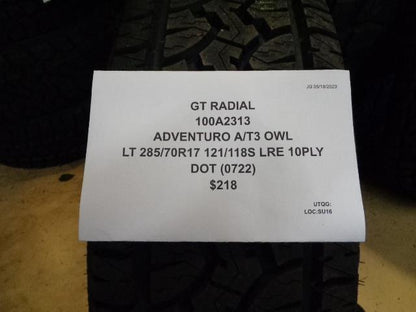 JG 05/18/2023
GT RADIAL
100A2313
ADVENTURO A/T3 OWL
LT 285/70R17 121/118S LRE 10PLY
DOT (0722)
$218
UTQG:
LOC:SU16